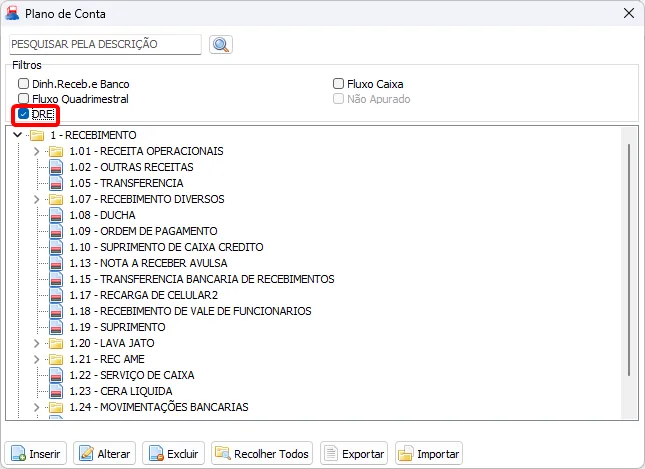 Plano de Conta
PESQUISAR PELA DESCRIÇÃO
Filtros
Dinh.Receb.e Banco
Fluxo Caixa
Fluxo Quadrimestral
Não Apurado
DRE
1 - RECEBIMENTO
1.01 - RECEITA OPERACIONAIS
1.02 - OUTRAS RECEITAS
1.05 - TRANSFERENCIA
1.07 - RECEBIMENTO DIVERSOS
1.08 - DUCHA
1.09 - ORDEM DE PAGAMENTO
1.10 - SUPRIMENTO DE CAIXA CREDITO
1.13 - NOTA A RECEBER AVULSA
1.15 - TRANSFERENCIA BANCARIA DE RECEBIMENTOS
1.17 - RECARGA DE CELULAR2
1.18 - RECEBIMENTO DE VALE DE FUNCIONARIOS
1.19 - SUPRIMENTO
1.20 - LAVA JATO
1.21 - REC AME
1.22 - SERVIÇO DE CAIXA
1.23 - CERA LIQUIDA
1.24 - MOVIMENTAÇÕES BANCARIAS
Inserir Alterar Excluir Recolher Todos Exportar Importar